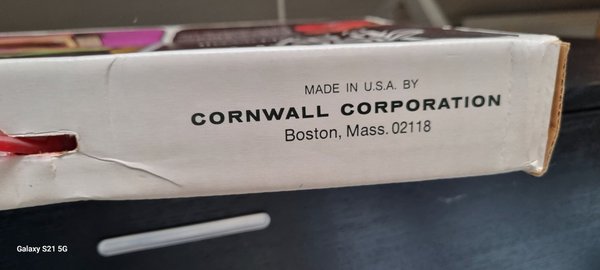 MADE IN U.S.A. BY
CORNWALL CORPORATION
Boston, Mass. 02118
Galaxy S21 5G